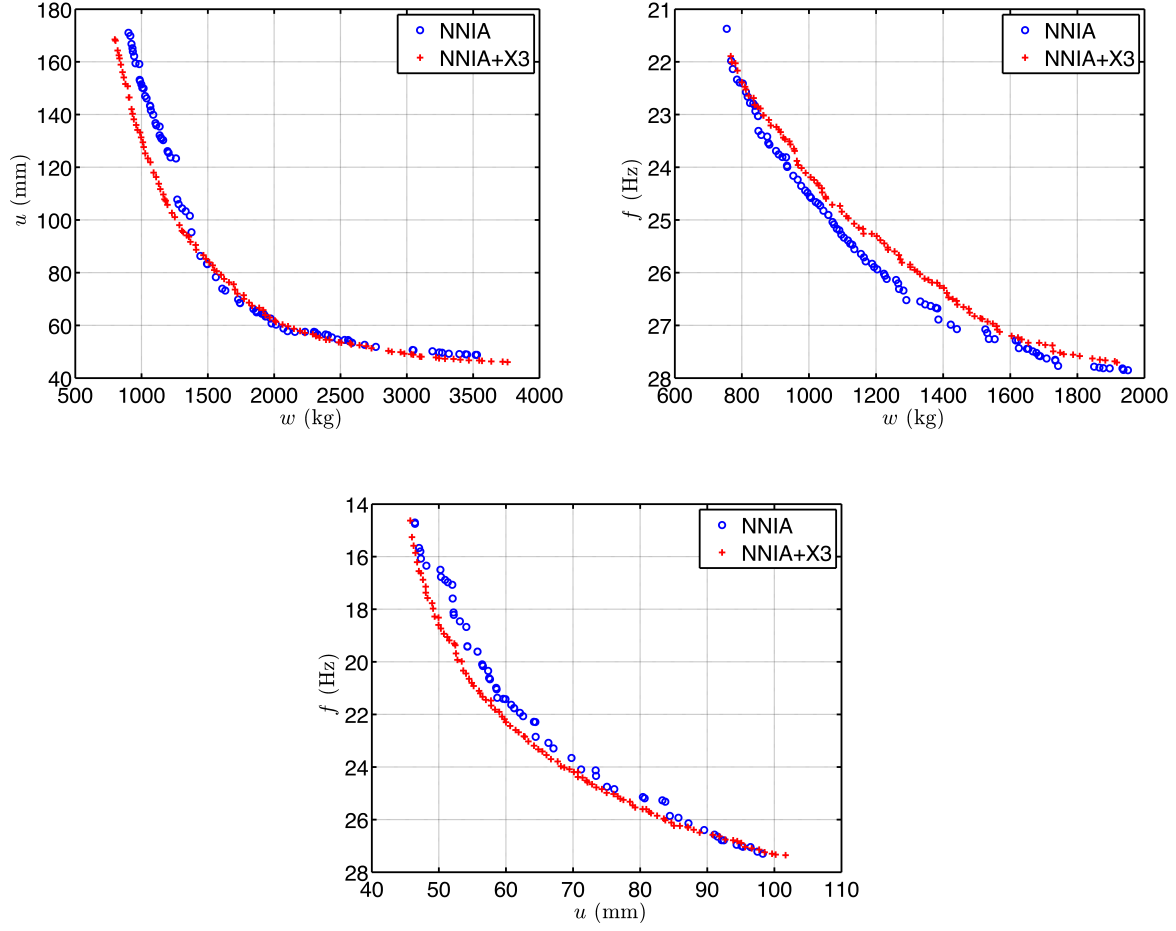 180
160
140
120
100
80
60
40
500 1000 1500 2000 2500 3000 3500 4000
u (mm)
w (kg)
NNIA
NNIA+X3
21
22
23
24
25
26
27
28
600 800 1000 1200 1400 1600 1800 2000
f (Hz)
w (kg)
NNIA
NNIA+X3
14
16
18
20
22
24
26
28
40 50 60 70 80 90 100 110
f (Hz)
u (mm)
NNIA
NNIA+X3